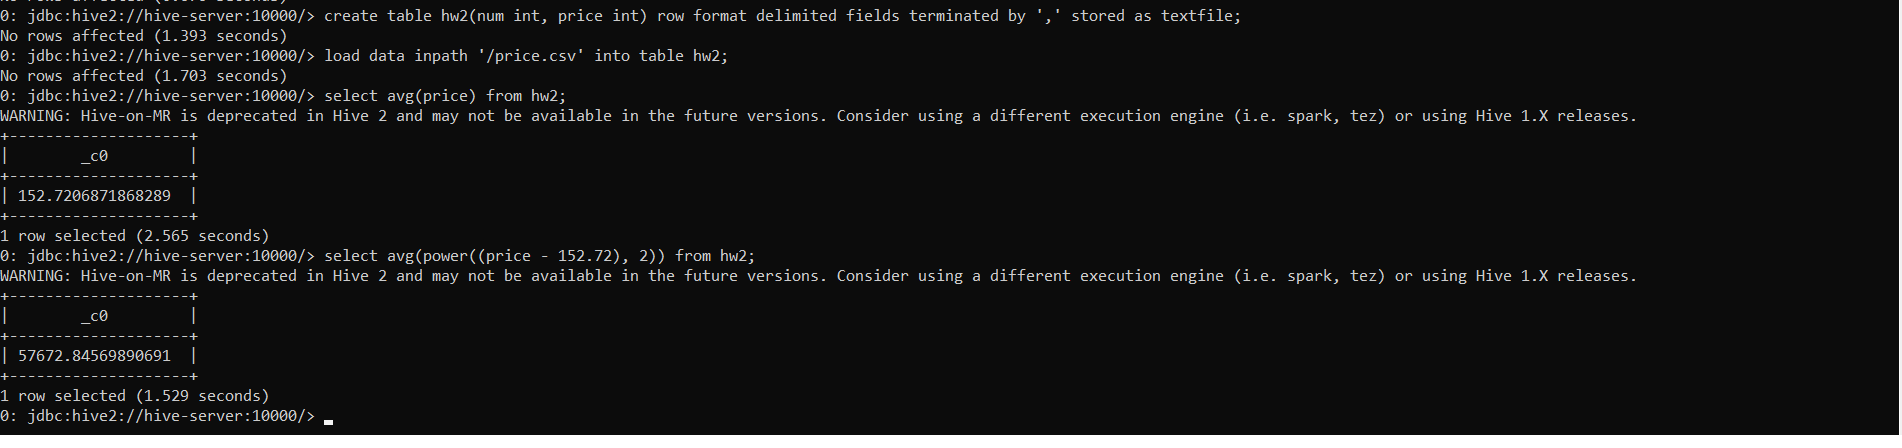 0: jdbc:hive2://hive-server:10000/> create table hw2(num int, price int) row format delimited fields terminated by ',' stored as textfile;
No rows affected (1.393 seconds)
0: jdbc:hive2://hive-server:10000/> load data inpath '/price.csv' into table hw2;
No rows affected (1.703 seconds)
0: jdbc:hive2://hive-server:10000/> select avg(price) from hw2;
WARNING: Hive-on-MR is deprecated in Hive 2 and may not be available in the future versions. Consider using a different execution engine (i.e. spark, tez) or using Hive 1.X releases.
+--------------------+
|        _c0         |
+--------------------+
| 152.7206871868289  |
+--------------------+
1 row selected (2.565 seconds)
0: jdbc:hive2://hive-server:10000/> select avg(power((price - 152.72), 2)) from hw2;
WARNING: Hive-on-MR is deprecated in Hive 2 and may not be available in the future versions. Consider using a different execution engine (i.e. spark, tez) or using Hive 1.X releases.
+--------------------+
|        _c0         |
+--------------------+
| 57672.84569890691  |
+--------------------+
1 row selected (1.529 seconds)
0: jdbc:hive2://hive-server:10000/>